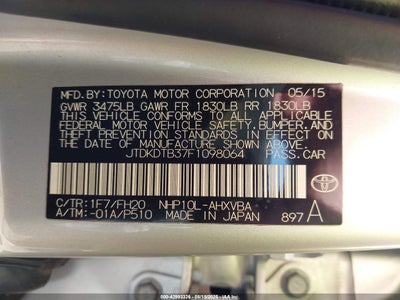 MFD.BY:TOYOTA MOTOR CORPORATION 05/15
GVWR 3475LB GAWR FR 1830LB RR 1830LB
THIS VEHICLE CONFORMS TO ALL APPLICABLE
FEDERAL MOTOR VEHICLE SAFETY, BUMPER, AND
THEFT PREVENTION STANDARDS IN EFFECT ON
THE DATE OF MANUFACTURE SHOWN ABOVE.
JTDKDTB37F1098064 PASS.CAR
C/TR:1F7/FH20 NHP10L-AHXVBA
A/TM:-01A/P510 MADE IN JAPAN 897 A
TOYOTA